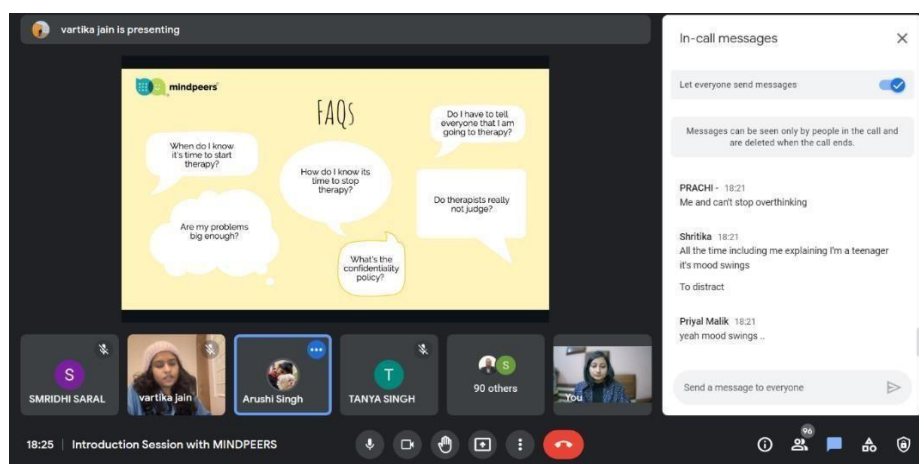 vartika jain is presenting
mindpeers
FAQs
When do I know
it's time to start
therapy?
How do I know its
time to stop
therapy?
Do I have to tell
everyone that I am
going to therapy?
Are my problems
big enough?
Do therapists really
not judge?
What's the
confidentiality
policy?
S
SMRIDHI SARAL
vartika jain
Arushi Singh
T
TANYA SINGH
S
90 others
You
18:25 | Introduction Session with MINDPEERS
96
In-call messages
Let everyone send messages
Messages can be seen only by people in the call and
are deleted when the call ends.
PRACHI - 18:21
Me and can't stop overthinking
Shritika 18:21
All the time including me explaining I'm a teenager
it's mood swings
To distract
Priyal Malik 18:21
yeah mood swings ..
Send a message to everyone